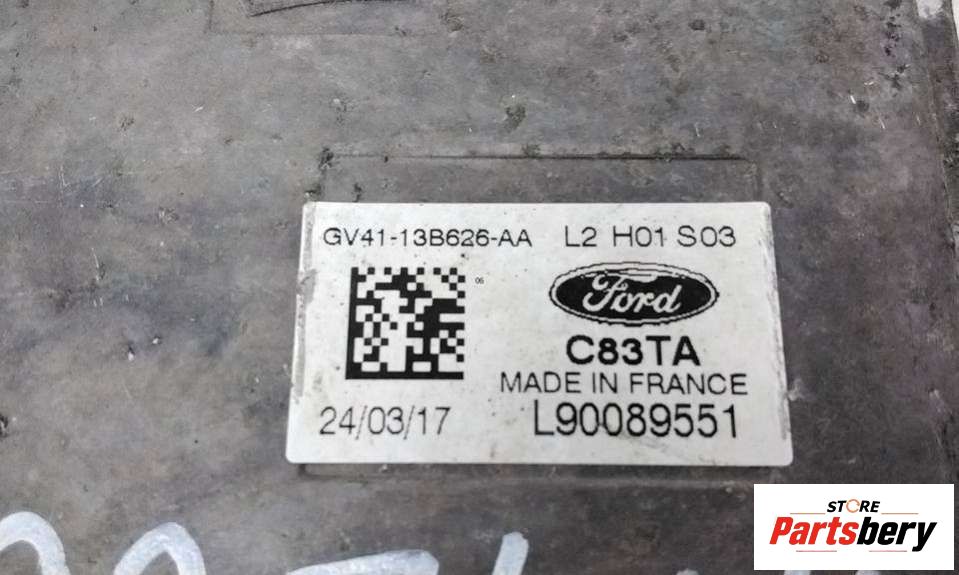 GV41-13B626-AA L2 H01 S03
06
Ford
C83TA
MADE IN FRANCE
24/03/17 L90089551
STORE
Partsbery